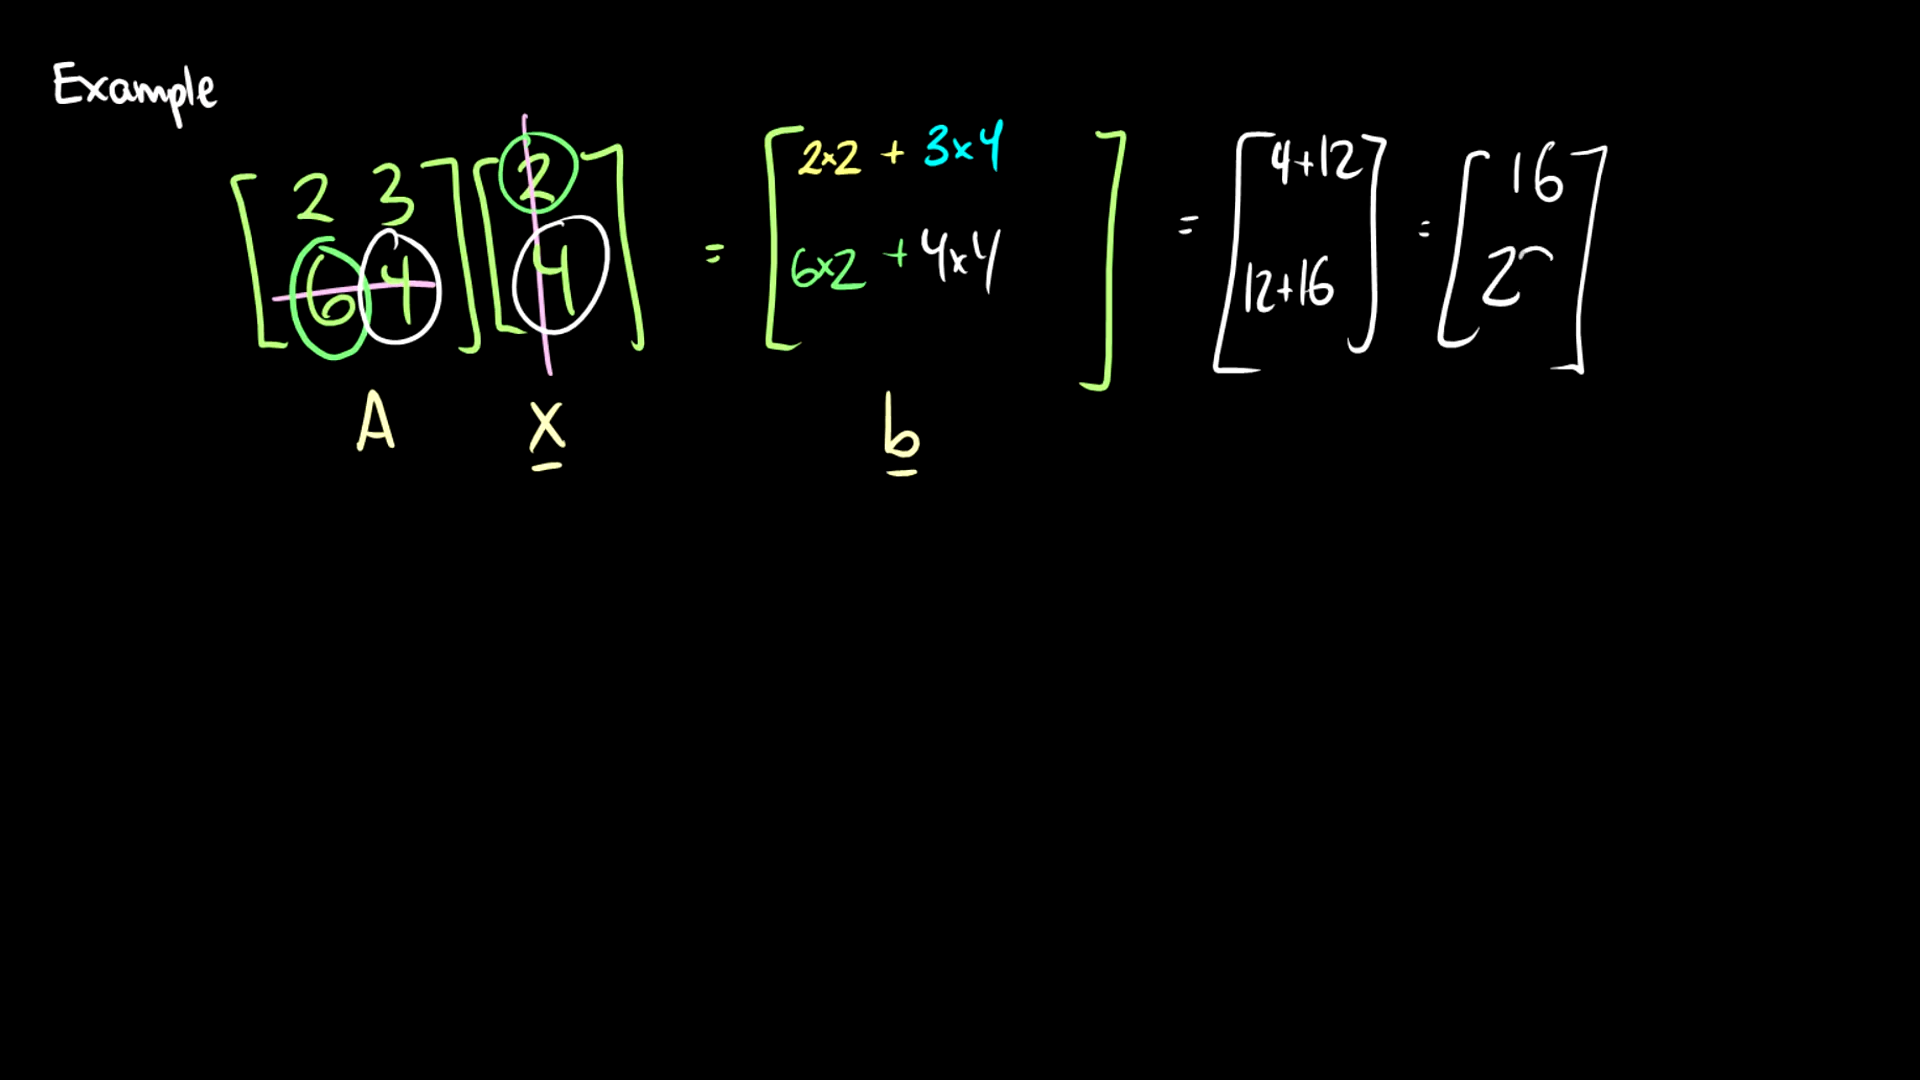 Example
[2 3] [2] = [2×2 + 3×4] = [4+12] = [16]
[6 4] [4] [6×2 + 4×4] [12+16] [2]
A x b